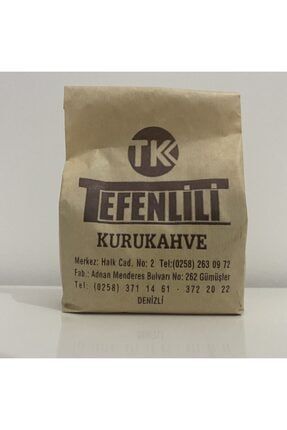 TK
TEFENLİLİ
KURUKAHVE
Merkez: Halk Cad. No: 2 Tel:(0258) 263 09 72
Fab.: Adnan Menderes Bulvarı No: 262 Gümüşler
Tel: (0258) 371 14 61 - 372 20 22
DENİZLİ